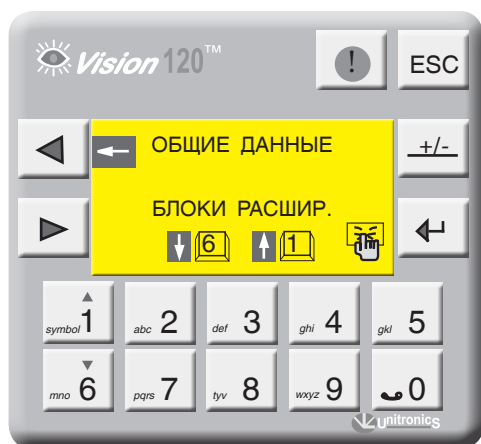 Vision 120™
! ESC
ОБЩИЕ ДАННЫЕ
+/-
БЛОКИ РАСШИР.
6 1
symbol 1 abc 2 def 3 ghi 4 gkl 5
mno 6 pqrs 7 tyv 8 wxyz 9 0
unitronics